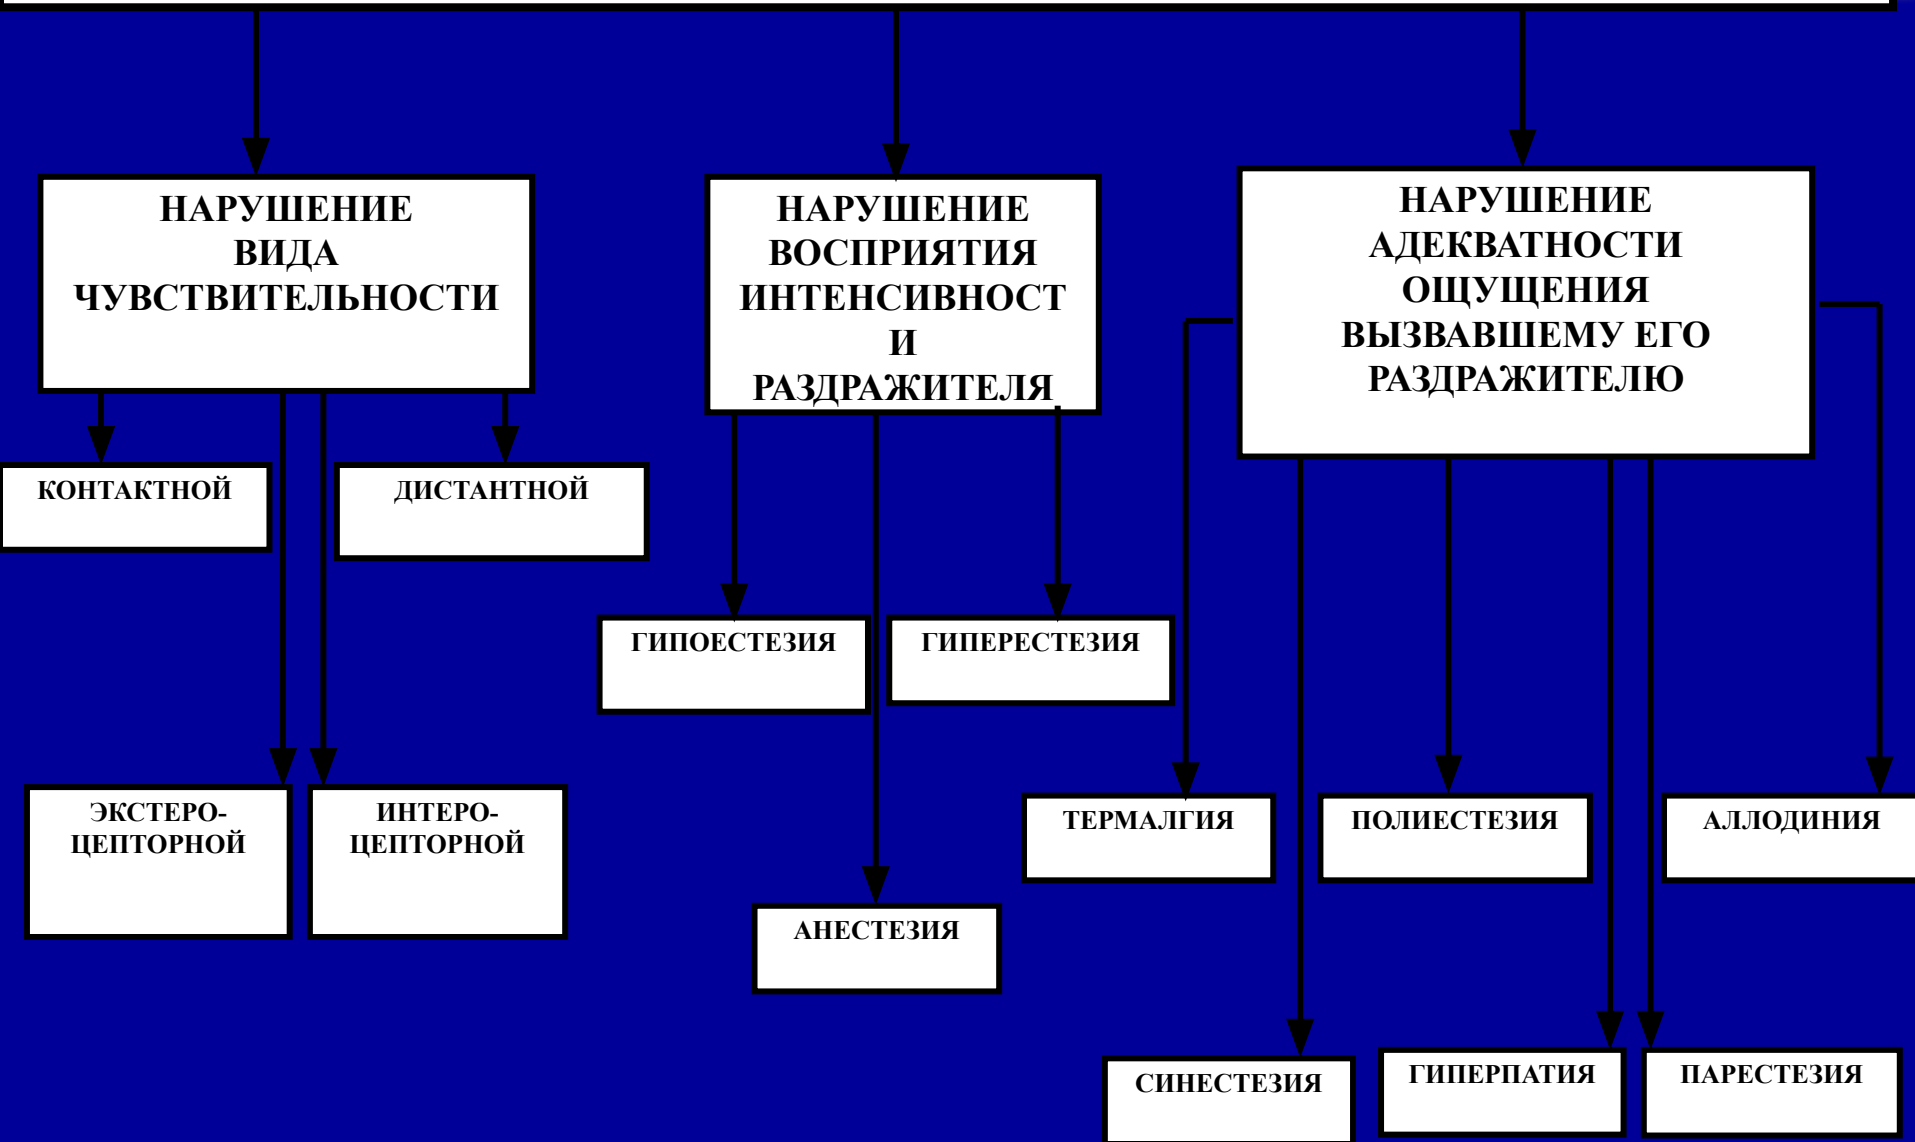 НАРУШЕНИЕ
ВИДА
ЧУВСТВИТЕЛЬНОСТИ
НАРУШЕНИЕ
ВОСПРИЯТИЯ
ИНТЕНСИВНОСТ
И
РАЗДРАЖИТЕЛЯ
НАРУШЕНИЕ
АДЕКВАТНОСТИ
ОЩУЩЕНИЯ
ВЫЗВАВШЕМУ ЕГО
РАЗДРАЖИТЕЛЮ
КОНТАКТНОЙ
ДИСТАНТНОЙ
ГИПОЕСТЕЗИЯ
ГИПЕРЕСТЕЗИЯ
ЭКСТЕРО-
ЦЕПТОРНОЙ
ИНТЕРО-
ЦЕПТОРНОЙ
ТЕРМАЛГИЯ
ПОЛИЕСТЕЗИЯ
АЛЛОДИНИЯ
АНЕСТЕЗИЯ
СИНЕСТЕЗИЯ
ГИПЕРПАТИЯ
ПАРЕСТЕЗИЯ